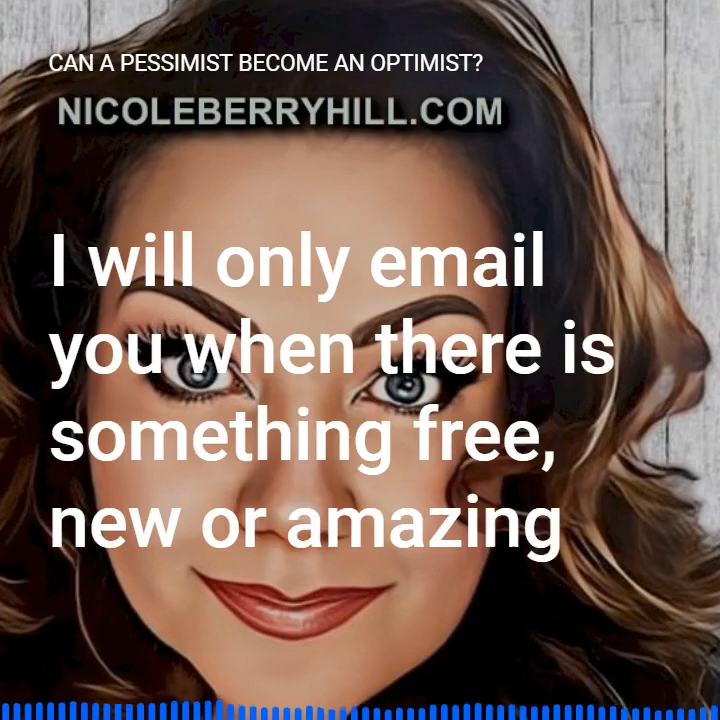 CAN A PESSIMIST BECOME AN OPTIMIST?
NICOLEBERRYHILL.COM
I will only email
you when there is
something free,
new or amazing